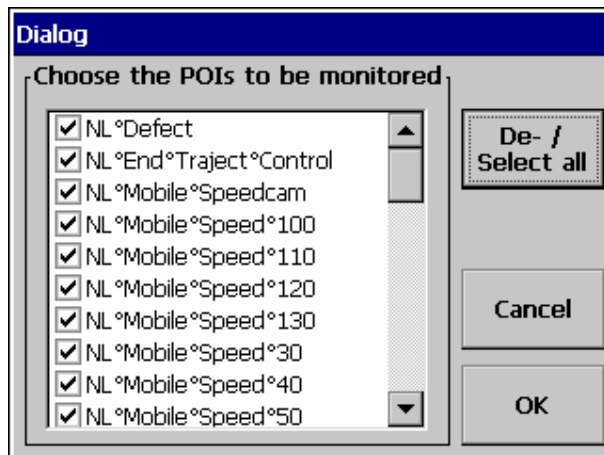 Dialog
Choose the POIs to be monitored
NL°Defect
NL°End°Traject°Control
NL°Mobile°Speedcam
NL°Mobile°Speed°100
NL°Mobile°Speed°110
NL°Mobile°Speed°120
NL°Mobile°Speed°130
NL°Mobile°Speed°30
NL°Mobile°Speed°40
NL°Mobile°Speed°50
De- /
Select all
Cancel
OK